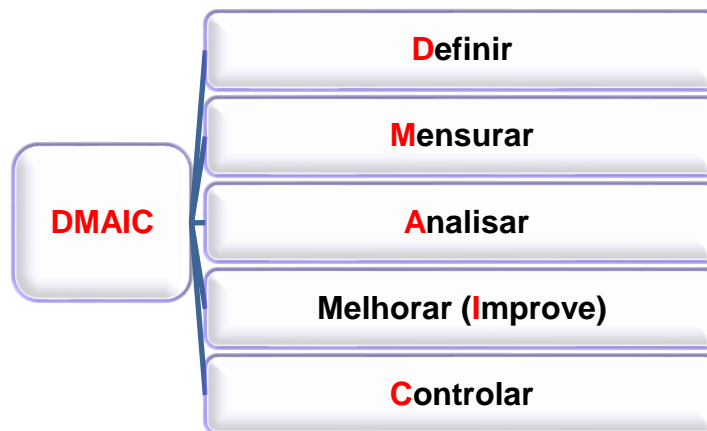 Definir
Mensurar
DMAIC
Analisar
Melhorar (Improve)
Controlar